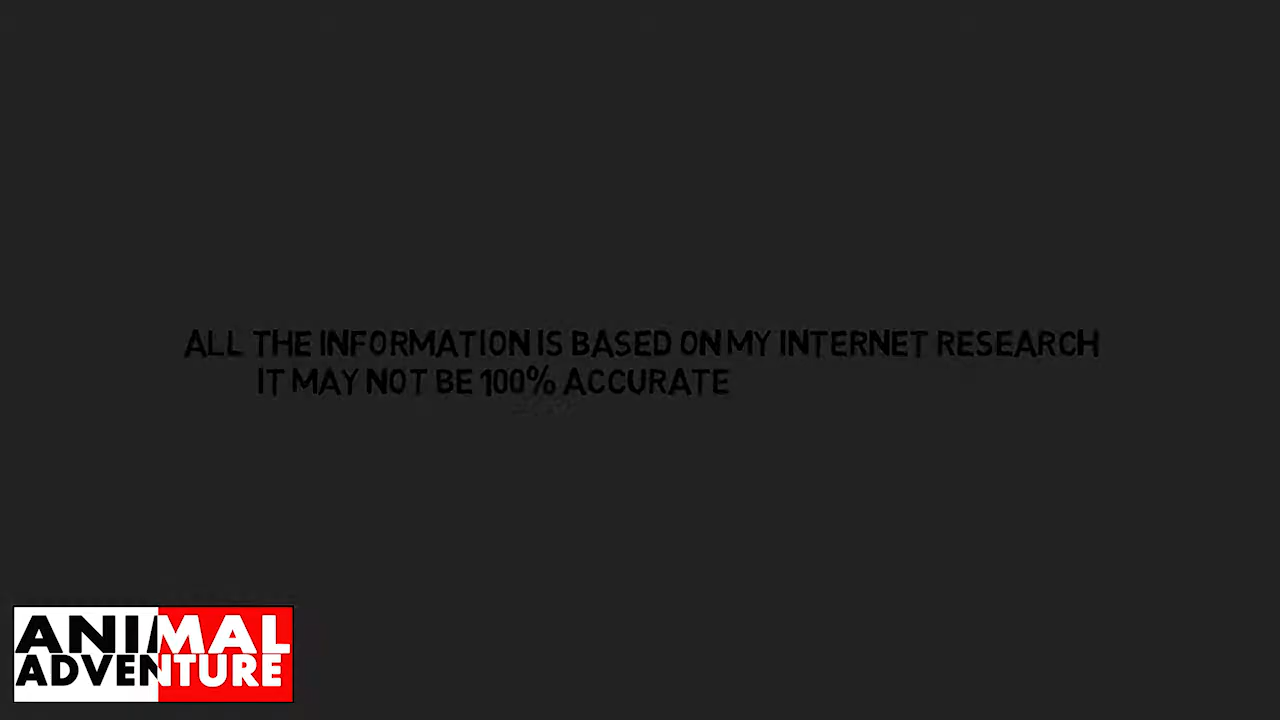 ALL THE INFORMATION IS BASED ON MY INTERNET RESEARCH
IT MAY NOT BE 100% ACCURATE
ANIMAL
ADVENTURE